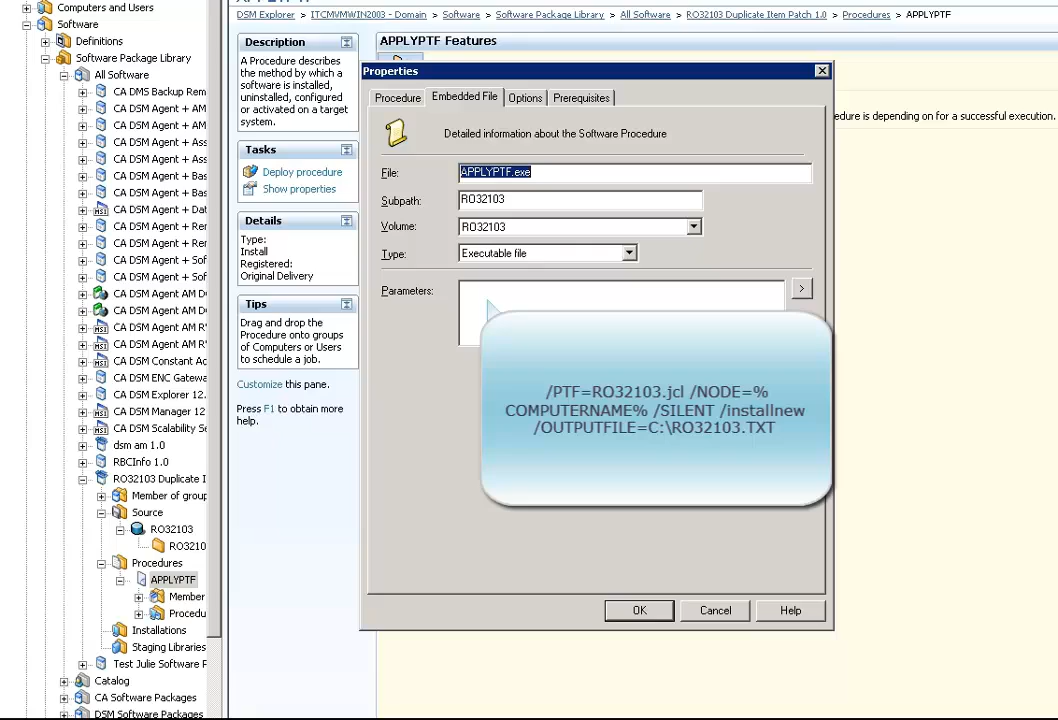 Computers and Users
Software
Definitions
Software Package Library
All Software
CA DMS Backup Rem
CA DSM Agent + AM
CA DSM Agent + AM
CA DSM Agent + Ass
CA DSM Agent + Ass
CA DSM Agent + Bas
CA DSM Agent + Bas
CA DSM Agent + Dat
CA DSM Agent + Rer
CA DSM Agent + Rer
CA DSM Agent + Sof
CA DSM Agent + Sof
CA DSM Agent AM D
CA DSM Agent AM D
CA DSM Agent AM R
CA DSM Agent AM R
CA DSM Constant Ac
CA DSM ENC Gatewa
CA DSM Explorer 12.
CA DSM Manager 12
CA DSM Scalability Se
dsm am 1.0
RBCInfo 1.0
RO32103 Duplicate I
Member of group
Source
RO32103
RO3210
Procedures
APPLYPTF
Member
Procedu
Installations
Staging Libraries
Test Julie Software P
Catalog
CA Software Packages
DSM Software Packages
DSM Explorer > ITCMVMWIN2003 - Domain > Software > Software Package Library > All Software > RO32103 Duplicate Item Patch 1.0 > Procedures > APPLYPTF
Description
A Procedure describes
the method by which a
software is installed,
uninstalled, configured
or activated on a target
system.
Tasks
Deploy procedure
Show properties
Details
Type:
Install
Registered:
Original Delivery
Tips
Drag and drop the
Procedure onto groups
of Computers or Users
to schedule a job.
Customize this pane.
Press F1 to obtain more
help.
APPLYPTF Features
edure is depending on for a successful execution.
Properties
Procedure Embedded File Options Prerequisites
Detailed information about the Software Procedure
File: APPLYPTF.exe
Subpath: RO32103
Volume: RO32103
Type: Executable file
Parameters: >
/PTF=RO32103.jcl /NODE=%
COMPUTERNAME% /SILENT /installnew
/OUTPUTFILE=C:\RO32103.TXT
OK Cancel Help